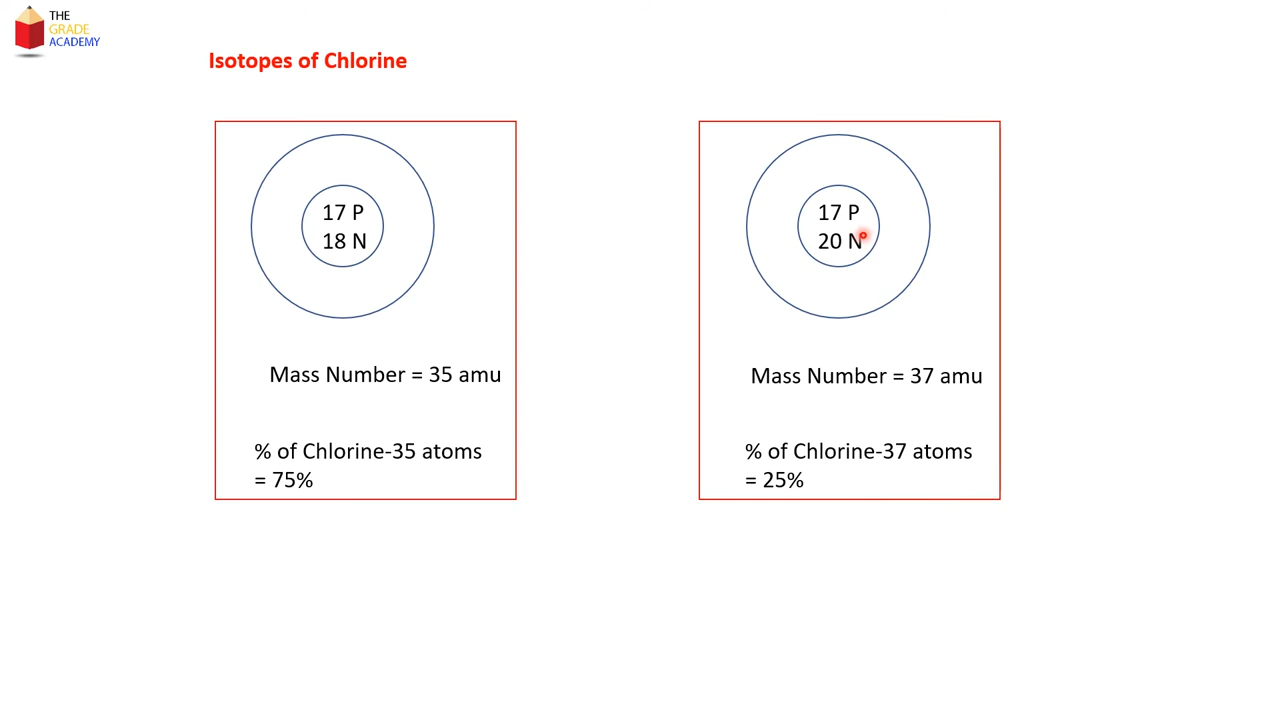 THE
GRADE
ACADEMY
Isotopes of Chlorine
17 P
18 N
Mass Number = 35 amu
% of Chlorine-35 atoms
= 75%
17 P
20 N
Mass Number = 37 amu
% of Chlorine-37 atoms
= 25%